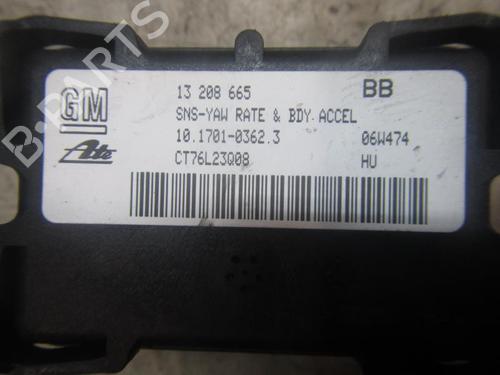 B-PARTS
GM
13 208 665 BB
SNS-YAW RATE & BDY ACCEL
Ate 10.1701-0362.3 06W474
CT76L23Q08 HU